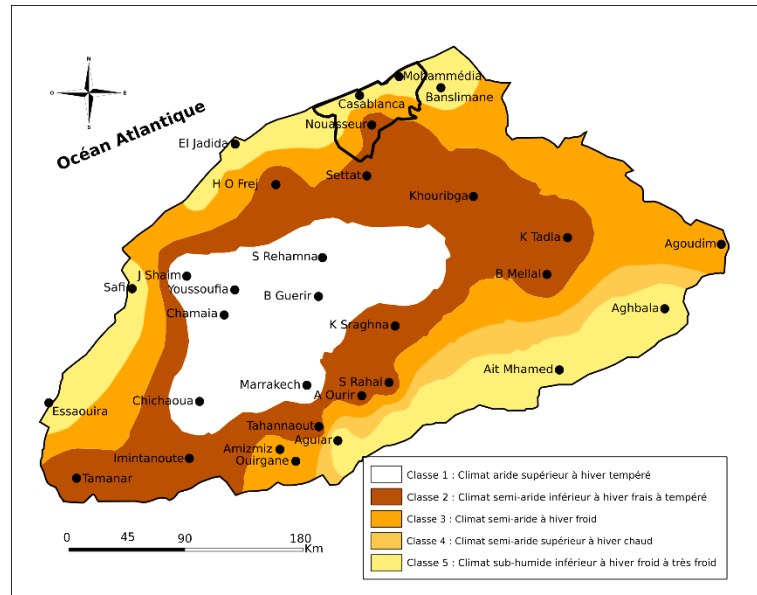 N
O
E
S
Océan Atlantique
Mohammédia
Banslimane
Casablanca
Nouasseur
El Jadida
Settat
H O Frej
Khouribga
K Tadla
Agoudim
S Rehamna
J Shaim
B Mellal
Safi
Youssoufia
B Guerir
Chamaia
Aghbala
K Sraghna
Ait Mhamed
Marrakech
S Rahal
A Ourir
Essaouira
Chichaoua
Tahannaout
Aguiar
Amizmiz
Imintanoute
Ouirgane
Tamanar
Classe 1 : Climat aride supérieur à hiver tempéré
Classe 2 : Climat semi-aride inférieur à hiver frais à tempéré
Classe 3 : Climat semi-aride à hiver froid
Classe 4 : Climat semi-aride supérieur à hiver chaud
Classe 5 : Climat sub-humide inférieur à hiver froid à très froid
0 45 90 180
Km